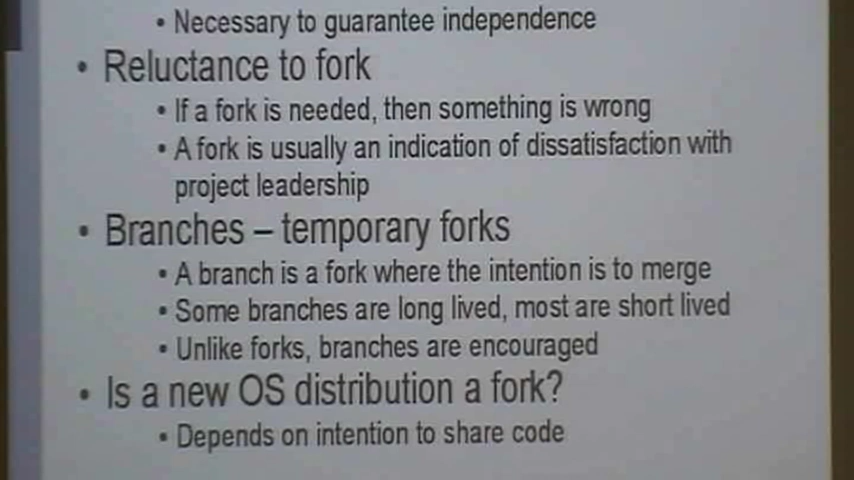 • Necessary to guarantee independence
• Reluctance to fork
• If a fork is needed, then something is wrong
• A fork is usually an indication of dissatisfaction with
project leadership
• Branches – temporary forks
• A branch is a fork where the intention is to merge
• Some branches are long lived, most are short lived
• Unlike forks, branches are encouraged
• Is a new OS distribution a fork?
• Depends on intention to share code